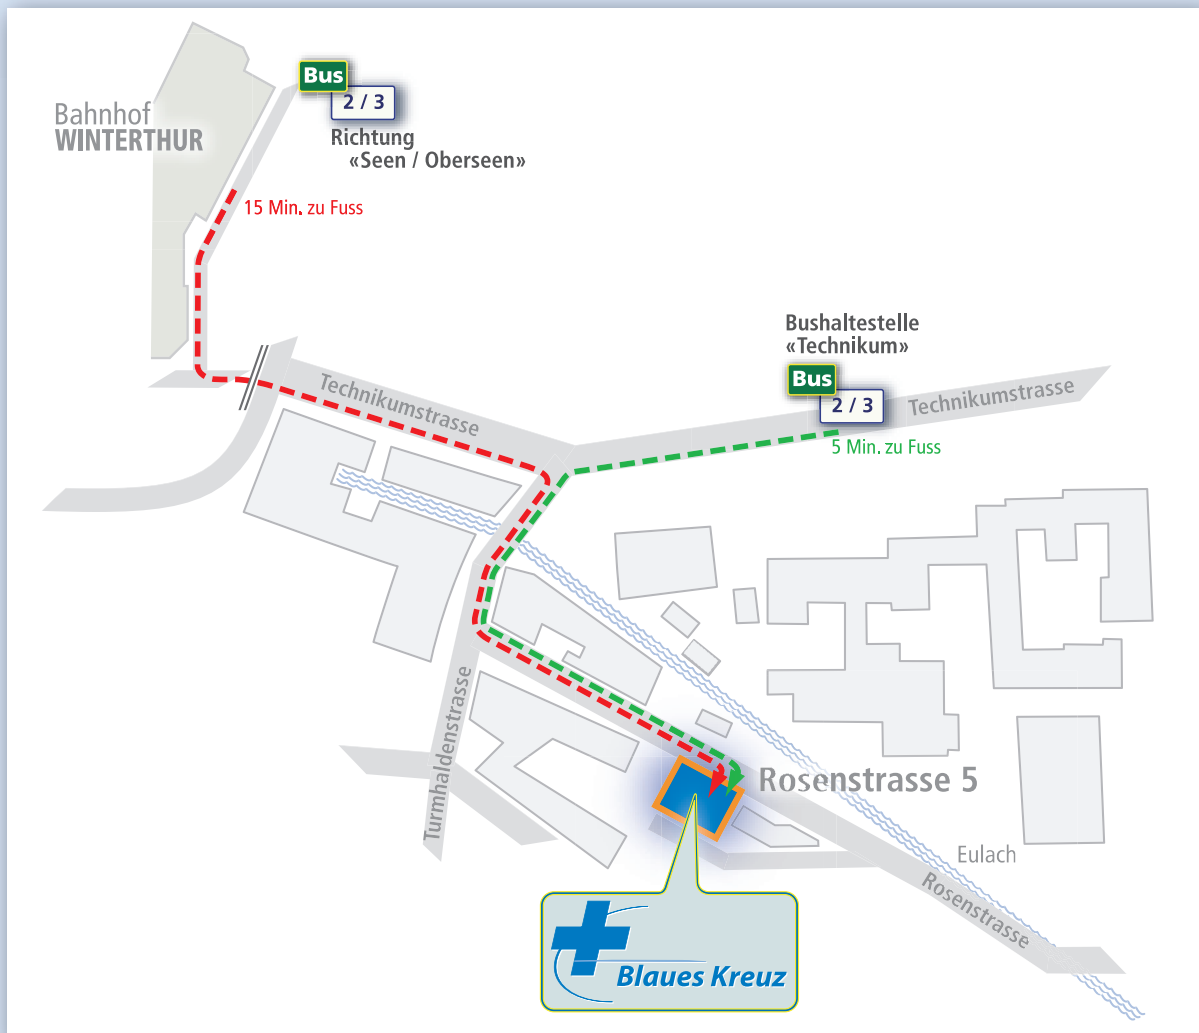 Bus
2 / 3
Bahnhof
WINTERTHUR
Richtung
«Seen / Oberseen»
15 Min. zu Fuss
Bushaltestelle
«Technikum»
Bus
2 / 3
Technikumstrasse
Technikumstrasse
5 Min. zu Fuss
Turmhaldenstrasse
Rosenstrasse 5
Eulach
Rosenstrasse
Blaues Kreuz